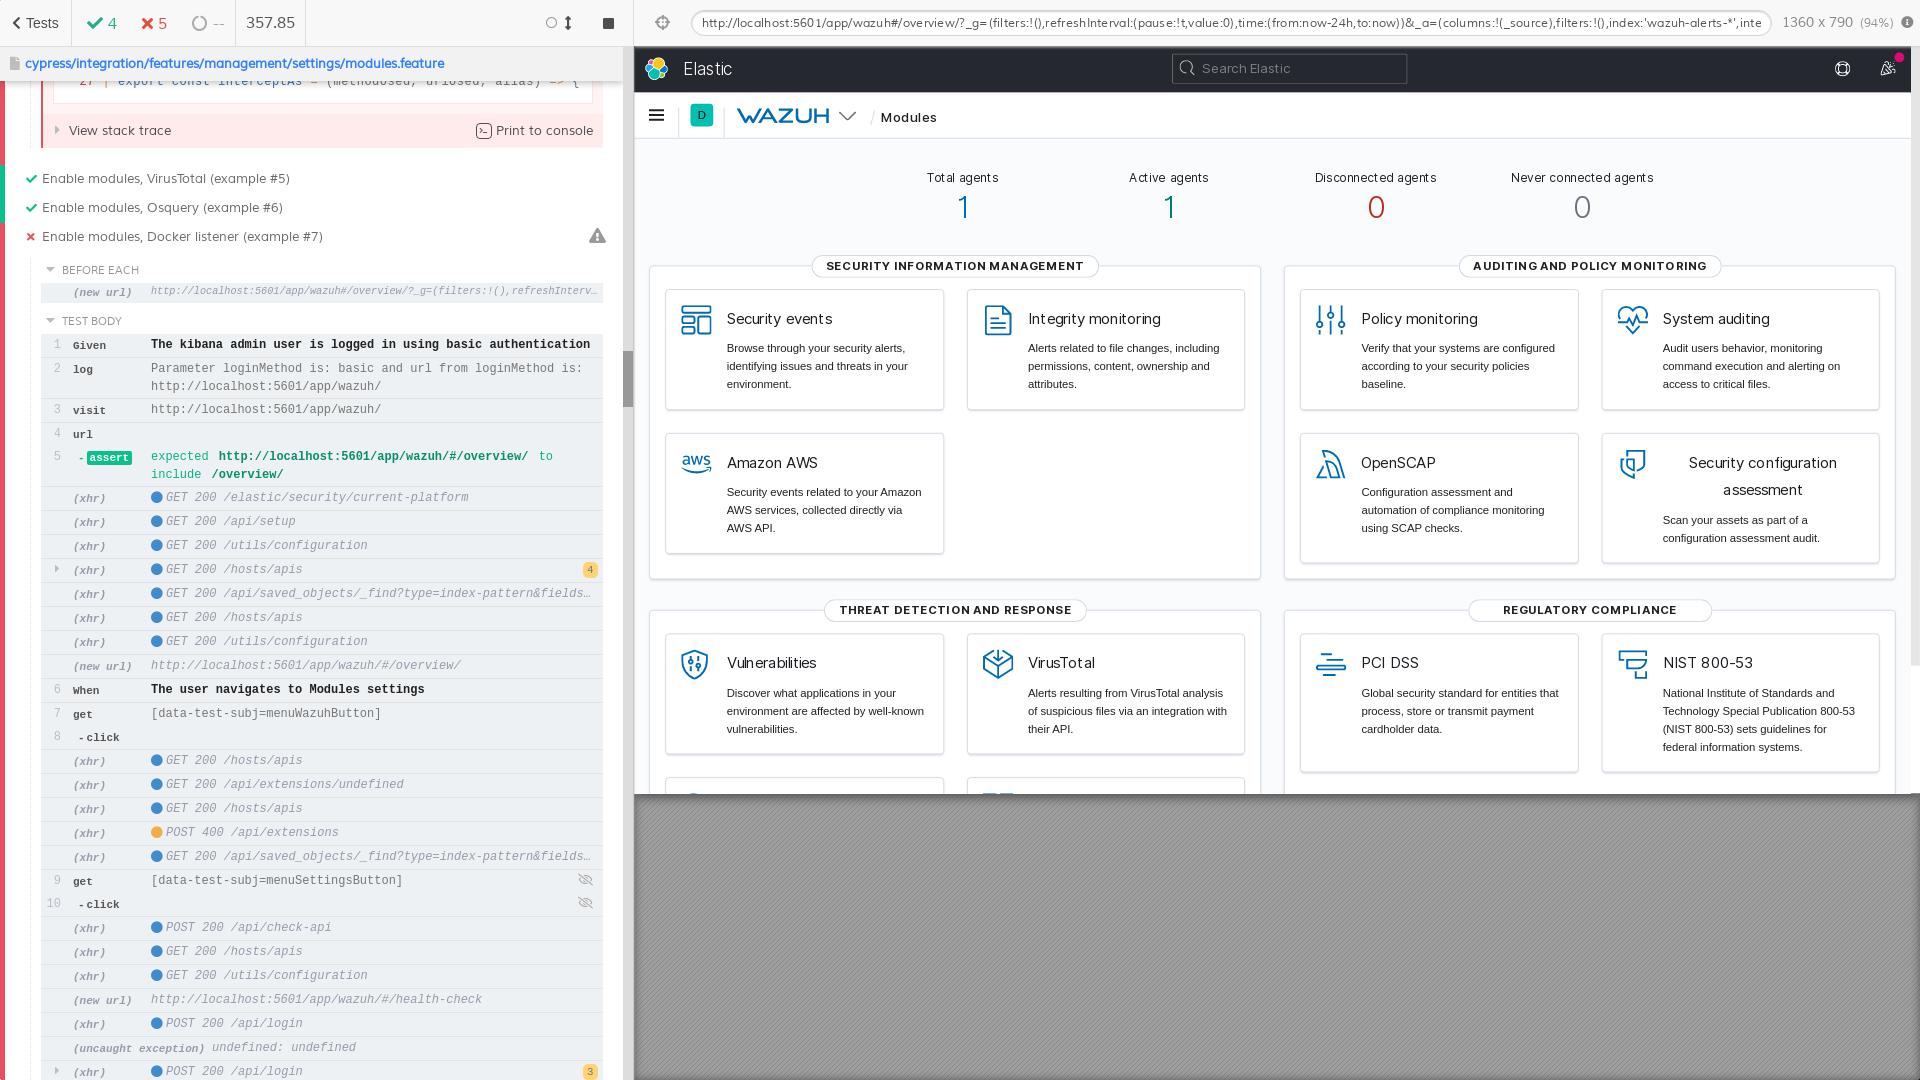 Tests
4
5
--
357.85
http://localhost:5601/app/wazuh#/overview/?_g=(filters:!(),refreshInterval:(pause:!t,value:0),time:(from:now-24h,to:now))&_a=(columns:!(_source),filters:!(),index:'wazuh-alerts-*',inte
1360 x 790 (94%)
cypress/integration/features/management/settings/modules.feature
27 | export const interceptAs = (methodUsed, urlUsed, alias) => {
View stack trace
Print to console
Enable modules, VirusTotal (example #5)
Enable modules, Osquery (example #6)
Enable modules, Docker listener (example #7)
BEFORE EACH
(new url) http://localhost:5601/app/wazuh#/overview/?_g=(filters:!(),refreshInterv...
TEST BODY
1 Given The kibana admin user is logged in using basic authentication
2 log Parameter loginMethod is: basic and url from loginMethod is:
http://localhost:5601/app/wazuh/
3 visit http://localhost:5601/app/wazuh/
4 url
5 - assert expected http://localhost:5601/app/wazuh/#/overview/ to
include /overview/
(xhr) GET 200 /elastic/security/current-platform
(xhr) GET 200 /api/setup
(xhr) GET 200 /utils/configuration
(xhr) GET 200 /hosts/apis 4
(xhr) GET 200 /api/saved_objects/_find?type=index-pattern&fields...
(xhr) GET 200 /hosts/apis
(xhr) GET 200 /utils/configuration
(new url) http://localhost:5601/app/wazuh/#/overview/
6 When The user navigates to Modules settings
7 get [data-test-subj=menuWazuhButton]
8 - click
(xhr) GET 200 /hosts/apis
(xhr) GET 200 /api/extensions/undefined
(xhr) GET 200 /hosts/apis
(xhr) POST 400 /api/extensions
(xhr) GET 200 /api/saved_objects/_find?type=index-pattern&fields...
9 get [data-test-subj=menuSettingsButton]
10 - click
(xhr) POST 200 /api/check-api
(xhr) GET 200 /hosts/apis
(xhr) GET 200 /utils/configuration
(new url) http://localhost:5601/app/wazuh/#/health-check
(xhr) POST 200 /api/login
(uncaught exception) undefined: undefined
(xhr) POST 200 /api/login 3
Elastic
Search Elastic
D
WAZUH
/ Modules
Total agents
1
Active agents
1
Disconnected agents
0
Never connected agents
0
SECURITY INFORMATION MANAGEMENT
Security events
Browse through your security alerts,
identifying issues and threats in your
environment.
Integrity monitoring
Alerts related to file changes, including
permissions, content, ownership and
attributes.
aws
Amazon AWS
Security events related to your Amazon
AWS services, collected directly via
AWS API.
AUDITING AND POLICY MONITORING
Policy monitoring
Verify that your systems are configured
according to your security policies
baseline.
System auditing
Audit users behavior, monitoring
command execution and alerting on
access to critical files.
OpenSCAP
Configuration assessment and
automation of compliance monitoring
using SCAP checks.
Security configuration
assessment
Scan your assets as part of a
configuration assessment audit.
THREAT DETECTION AND RESPONSE
Vulnerabilities
Discover what applications in your
environment are affected by well-known
vulnerabilities.
VirusTotal
Alerts resulting from VirusTotal analysis
of suspicious files via an integration with
their API.
REGULATORY COMPLIANCE
PCI DSS
Global security standard for entities that
process, store or transmit payment
cardholder data.
NIST 800-53
National Institute of Standards and
Technology Special Publication 800-53
(NIST 800-53) sets guidelines for
federal information systems.